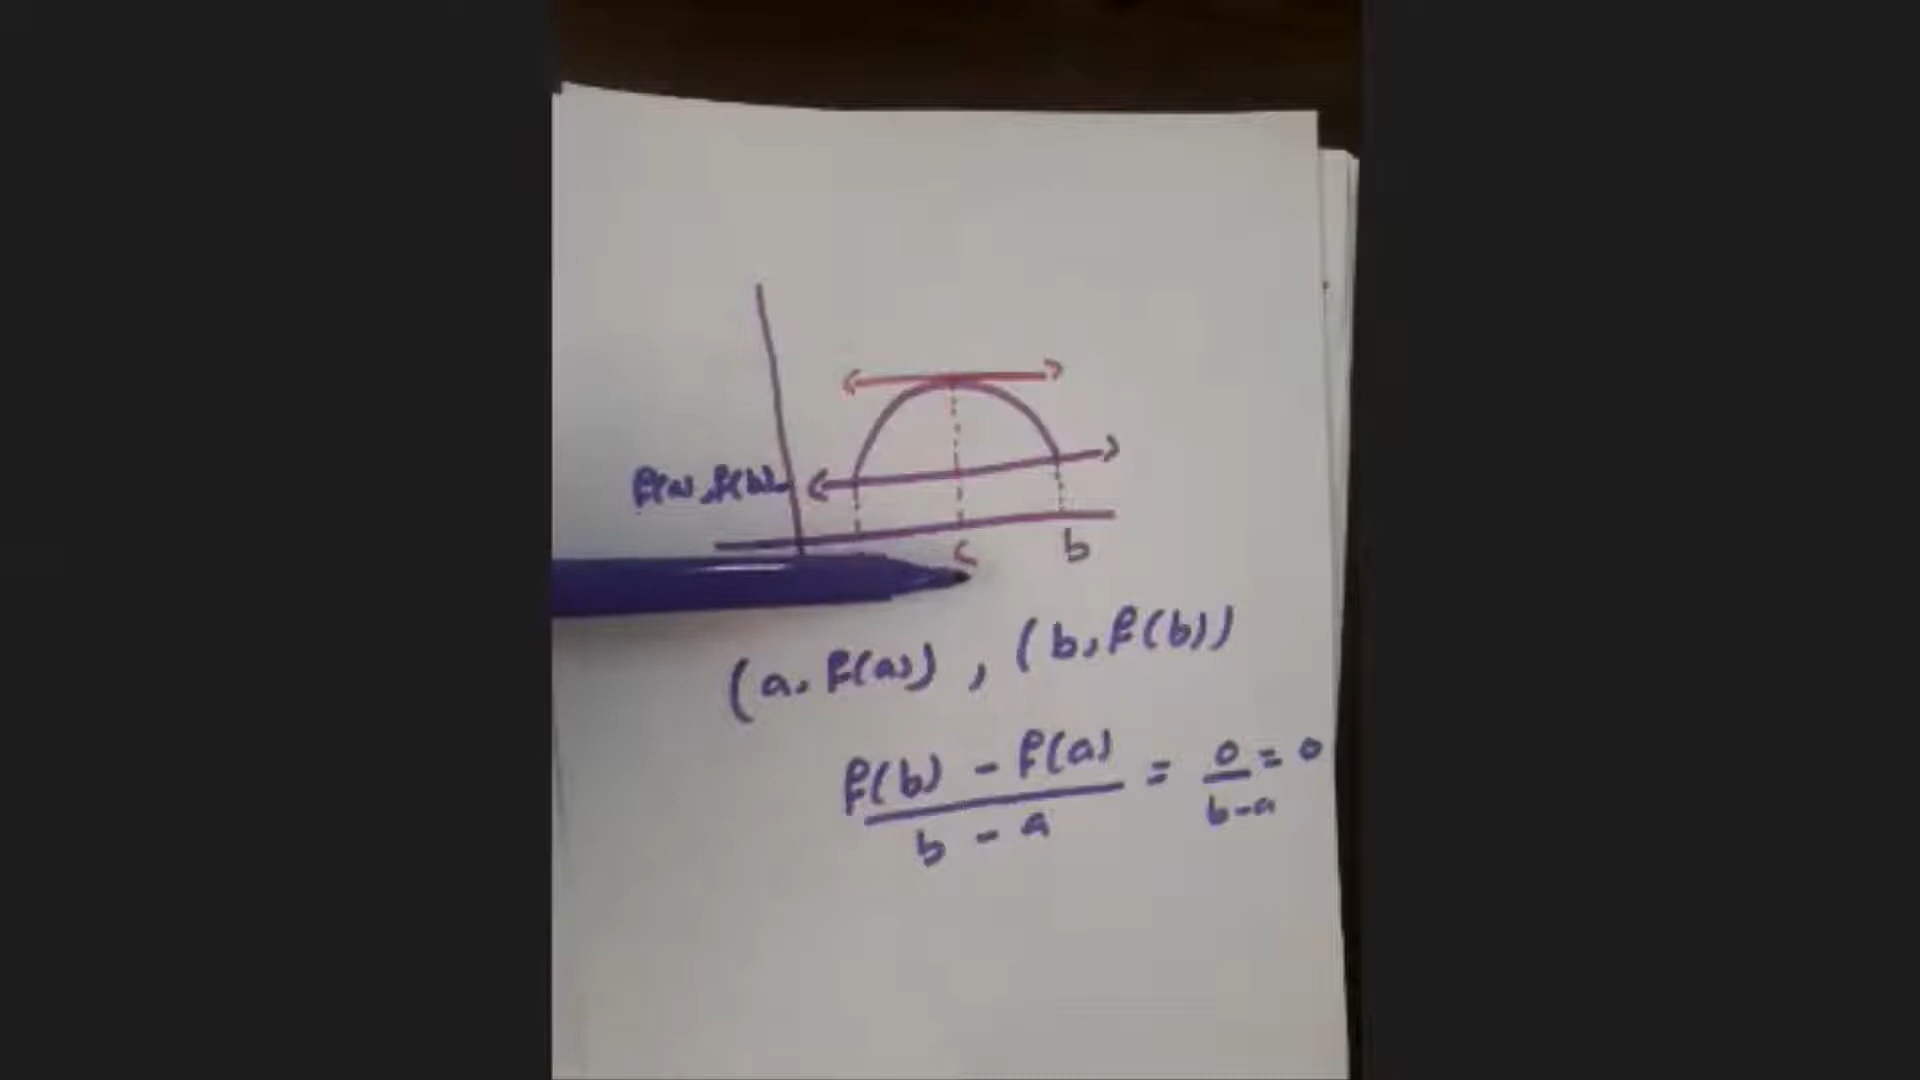 f(a), f(b)
c
b
(a, f(a)) , (b, f(b))
f(b) - f(a) / b - a = 0 / b-a = 0